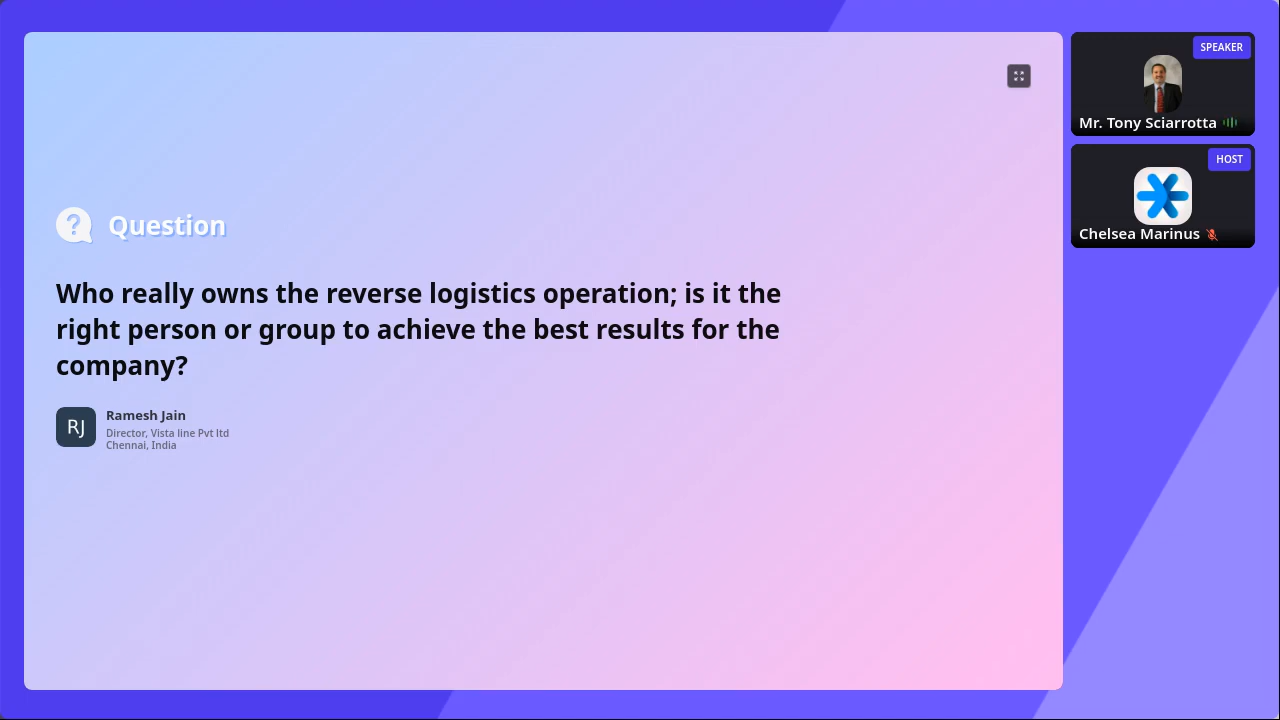 SPEAKER
Mr. Tony Sciarrotta
HOST
Chelsea Marinus
Question
Who really owns the reverse logistics operation; is it the
right person or group to achieve the best results for the
company?
RJ
Ramesh Jain
Director, Vista line Pvt ltd
Chennai, India